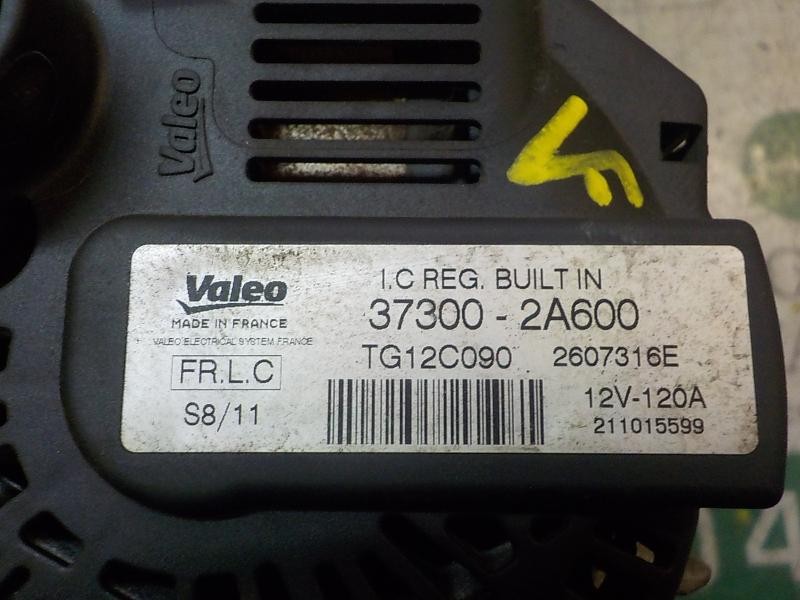 Valeo
Valeo
MADE IN FRANCE
VALEO ELECTRICAL SYSTEM FRANCE
FR.L.C
S8/11
I.C REG. BUILT IN
37300 - 2A600
TG12C090 2607316E
12V-120A
211015599